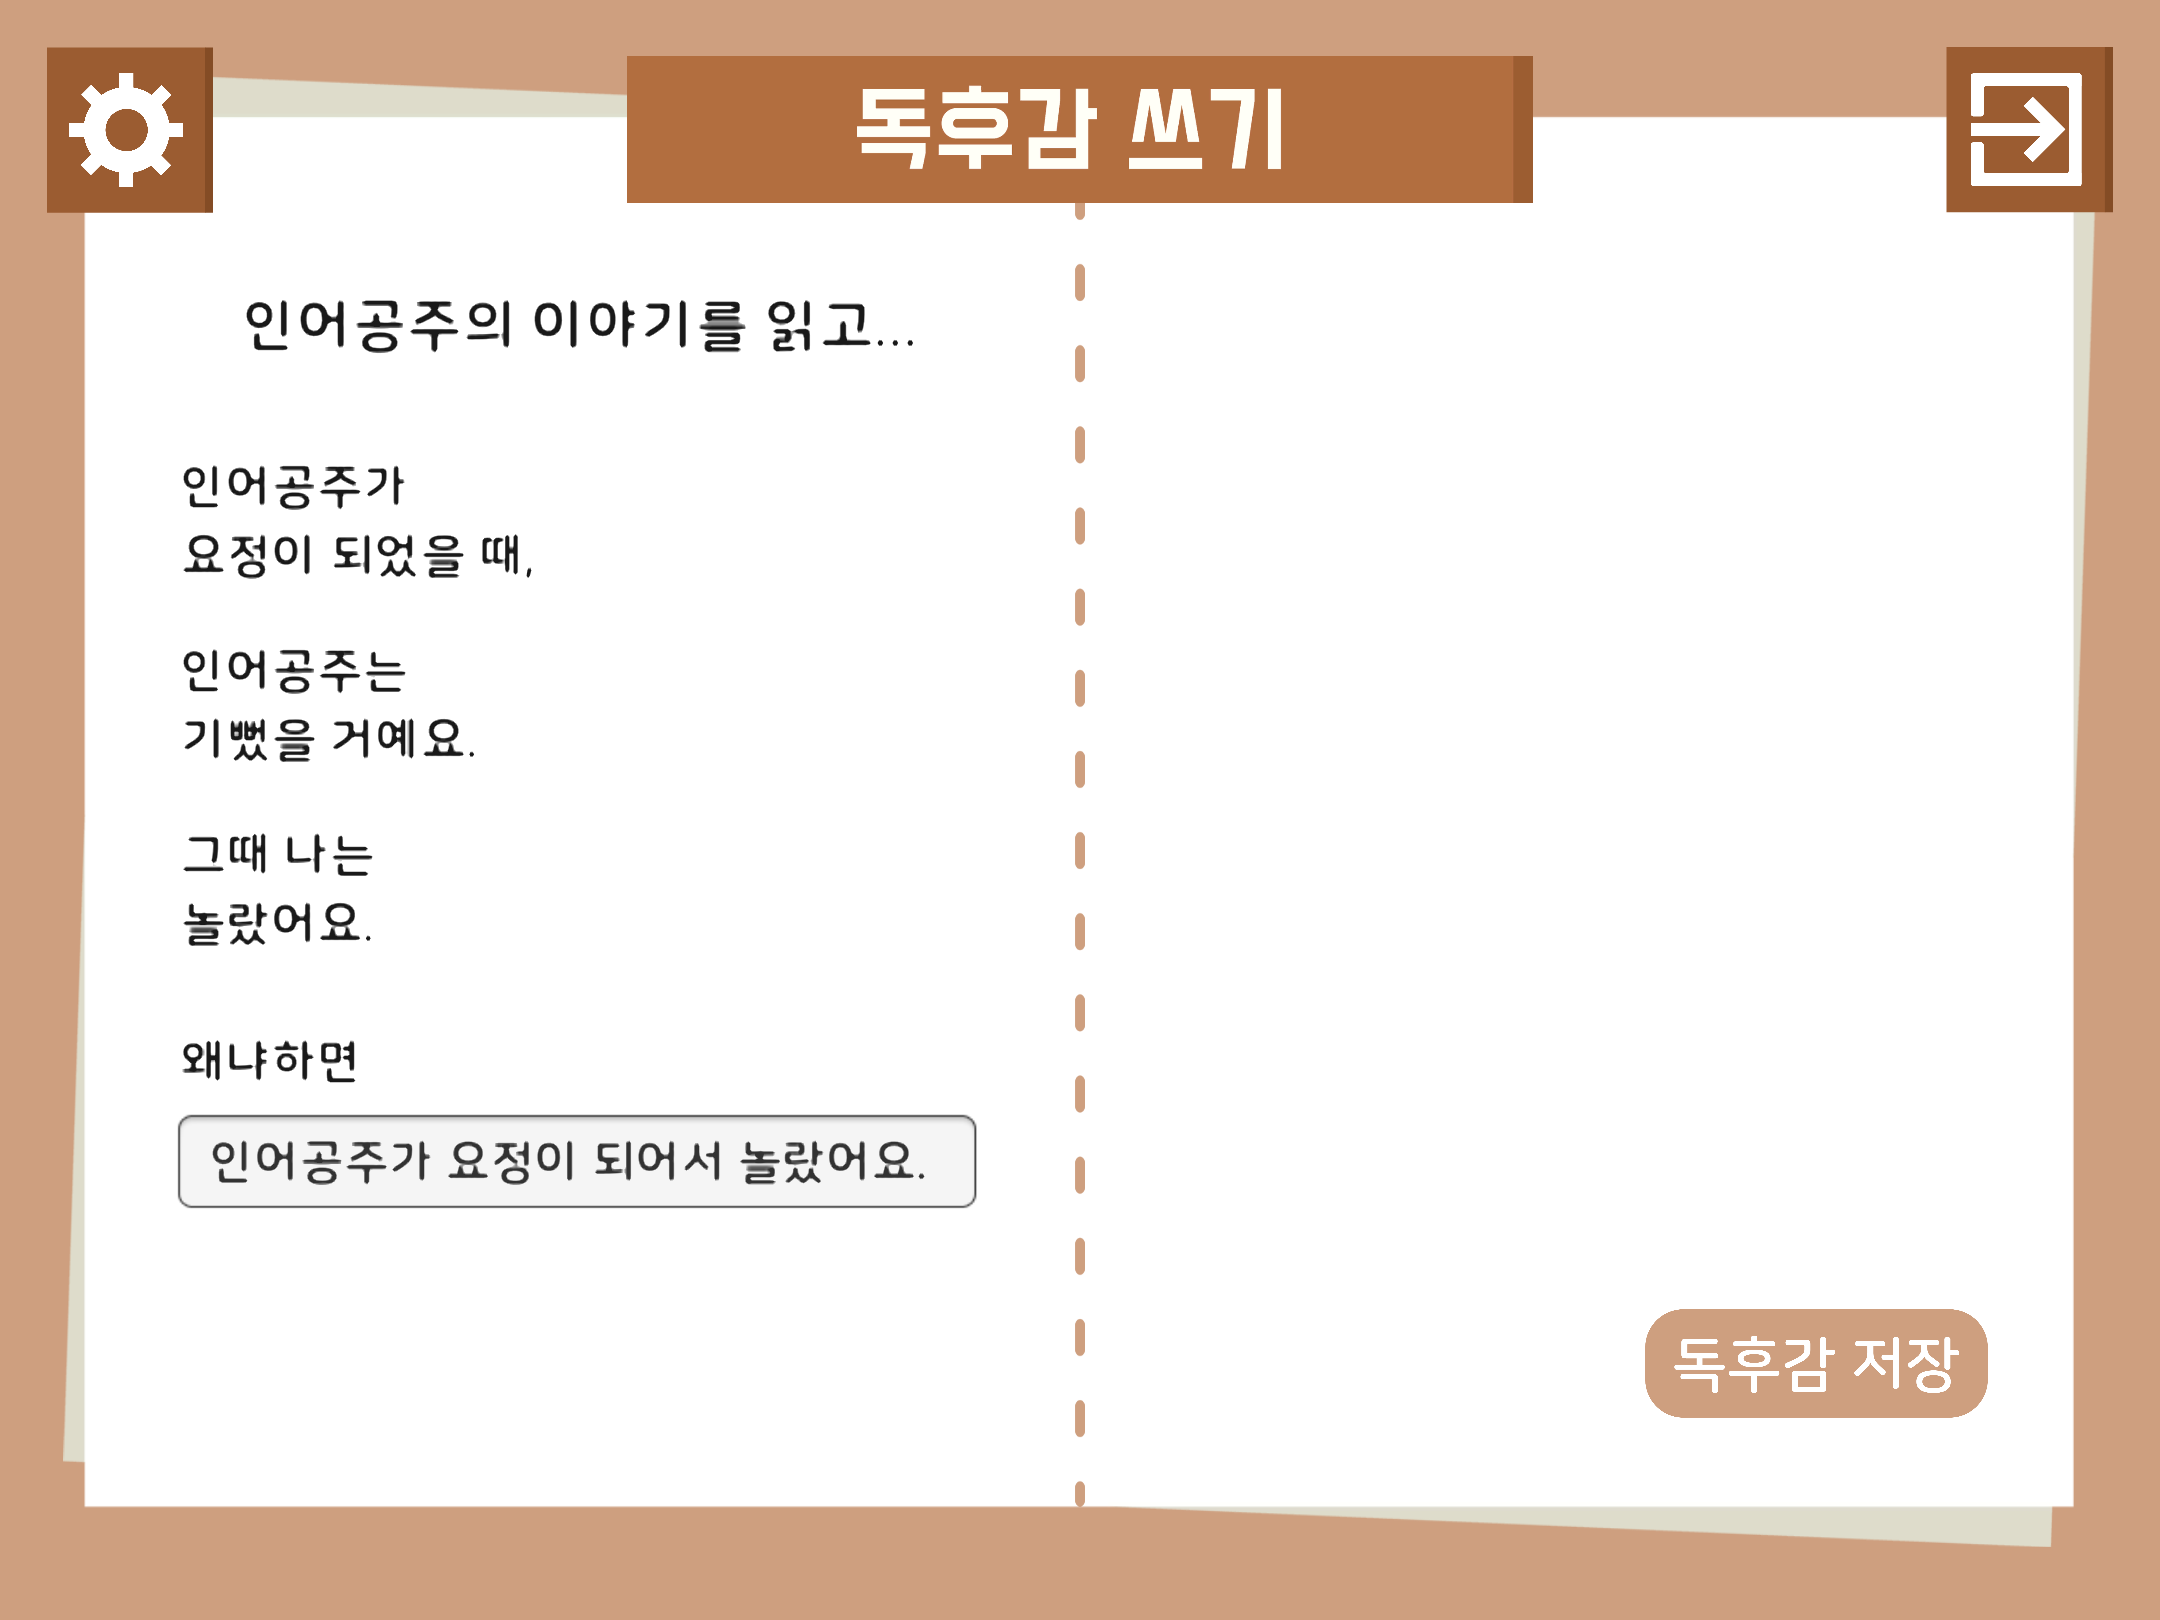 독후감 쓰기
인어공주의 이야기를 읽고...
인어공주가
요정이 되었을 때,
인어공주는
기뻤을 거예요.
그때 나는
놀랐어요.
왜냐하면
인어공주가 요정이 되어서 놀랐어요.
독후감 저장